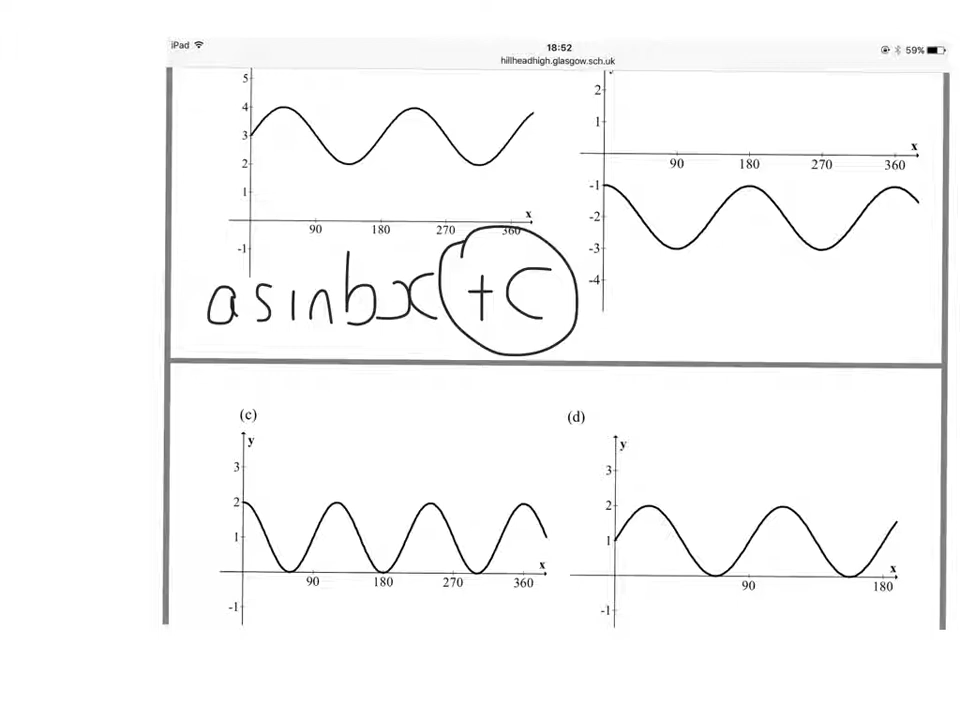 iPad 18:52 59%
hillheadhigh.glasgow.sch.uk
5
4
3
2
1
-1
90 180 270 360
x
2
1
-1
-2
-3
-4
90 180 270 360
x
asinbx +C
(c)
y
3
2
1
-1
90 180 270 360
x
(d)
y
3
2
1
-1
90 180
x